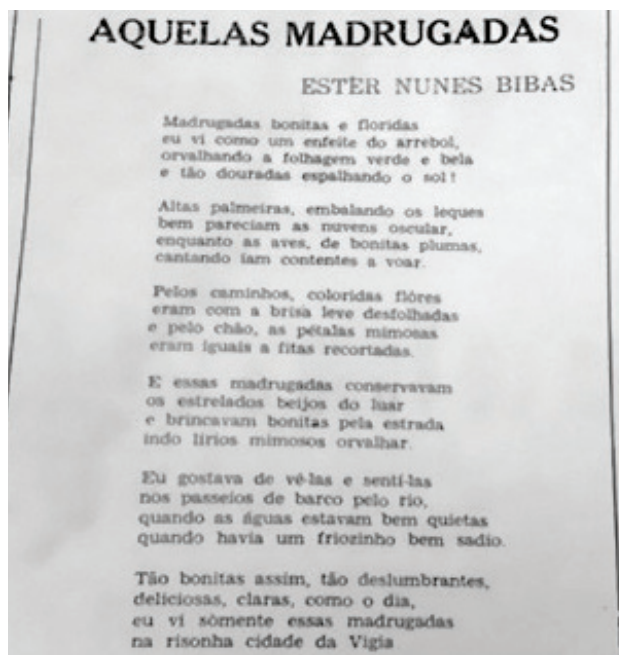 AQUELAS MADRUGADAS
ESTER NUNES BIBAS
Madrugadas bonitas e floridas
eu vi como um enfeite do arrebol,
orvalhando a folhagem verde e bela
e tão douradas espalhando o sol!
Altas palmeiras, embalando os leques
bem pareciam as nuvens oscular,
enquanto as aves, de bonitas plumas,
cantando iam contentes a voar.
Pelos caminhos, coloridas flôres
eram com a brisa leve desfolhadas
e pelo chão, as pétalas mimosas
eram iguais a fitas recortadas.
E essas madrugadas conservavam
os estrelados beijos do luar
e brincavam bonitas pela estrada
indo lírios mimosos orvalhar.
Eu gostava de vê-las e sentí-las
nos passeios de barco pelo rio,
quando as águas estavam bem quietas
quando havia um friozinho bem sadio.
Tão bonitas assim, tão deslumbrantes,
deliciosas, claras, como o dia,
eu vi sòmente essas madrugadas
na risonha cidade da Vigia